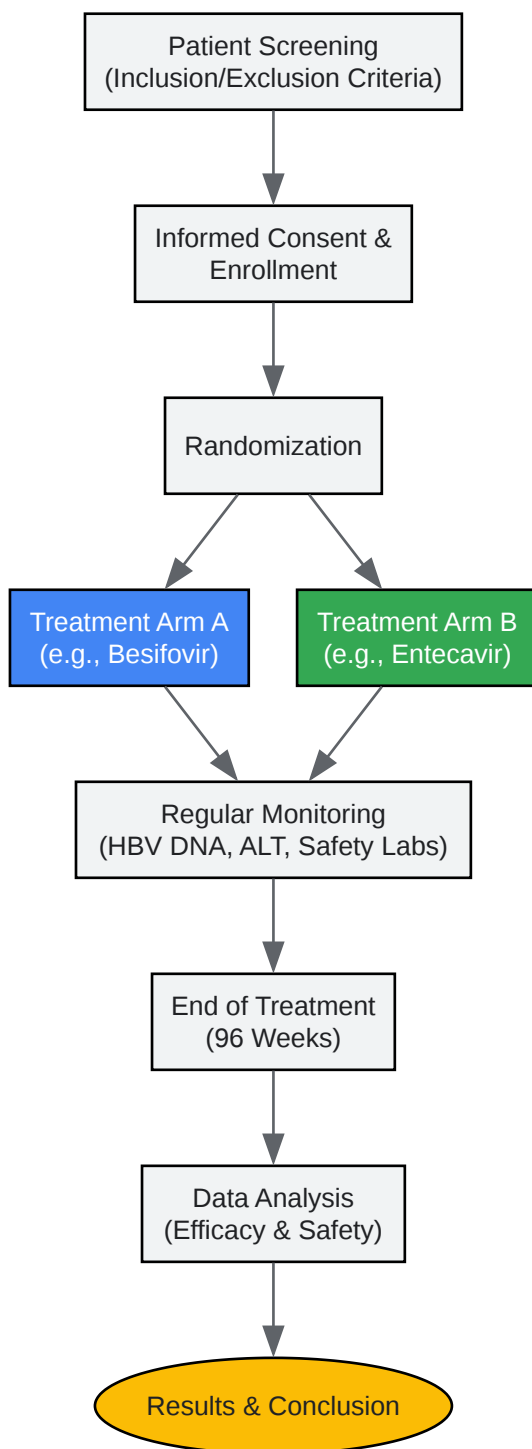 Patient Screening
(Inclusion/Exclusion Criteria)
Informed Consent &
Enrollment
Randomization
Treatment Arm A
(e.g., Besifovir)
Treatment Arm B
(e.g., Entecavir)
Regular Monitoring
(HBV DNA, ALT, Safety Labs)
End of Treatment
(96 Weeks)
Data Analysis
(Efficacy & Safety)
Results & Conclusion